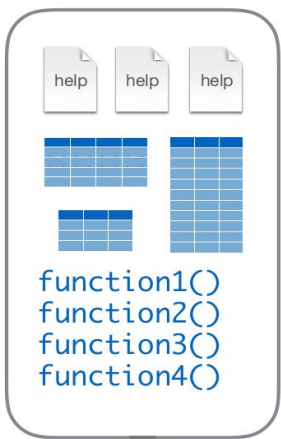 help help help
function1()
function2()
function3()
function4()